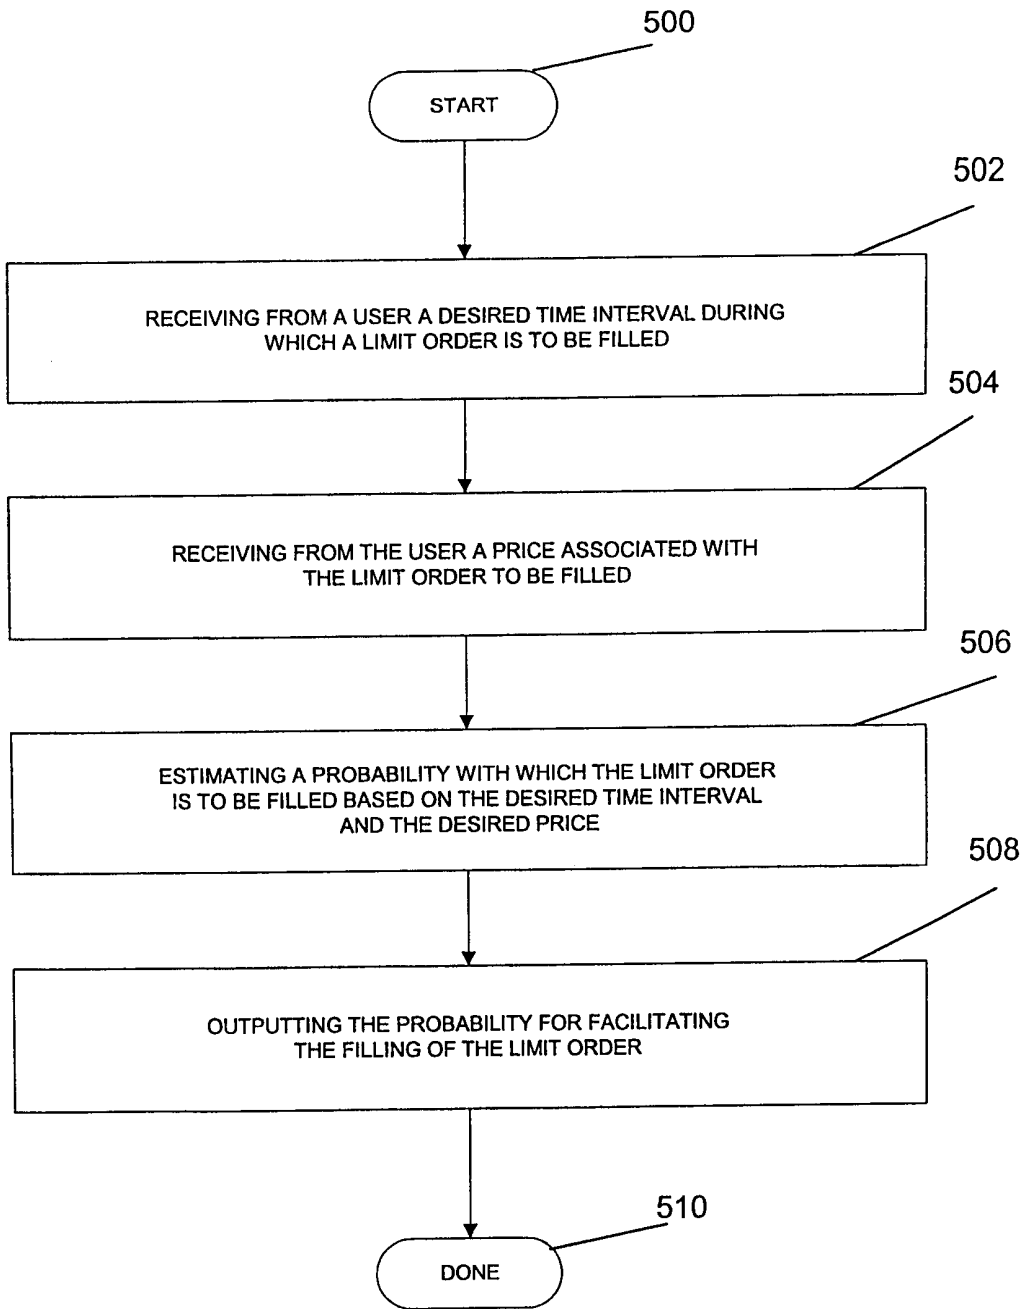 500
START
502
RECEIVING FROM A USER A DESIRED TIME INTERVAL DURING
WHICH A LIMIT ORDER IS TO BE FILLED
504
RECEIVING FROM THE USER A PRICE ASSOCIATED WITH
THE LIMIT ORDER TO BE FILLED
506
ESTIMATING A PROBABILITY WITH WHICH THE LIMIT ORDER
IS TO BE FILLED BASED ON THE DESIRED TIME INTERVAL
AND THE DESIRED PRICE
508
OUTPUTTING THE PROBABILITY FOR FACILITATING
THE FILLING OF THE LIMIT ORDER
510
DONE